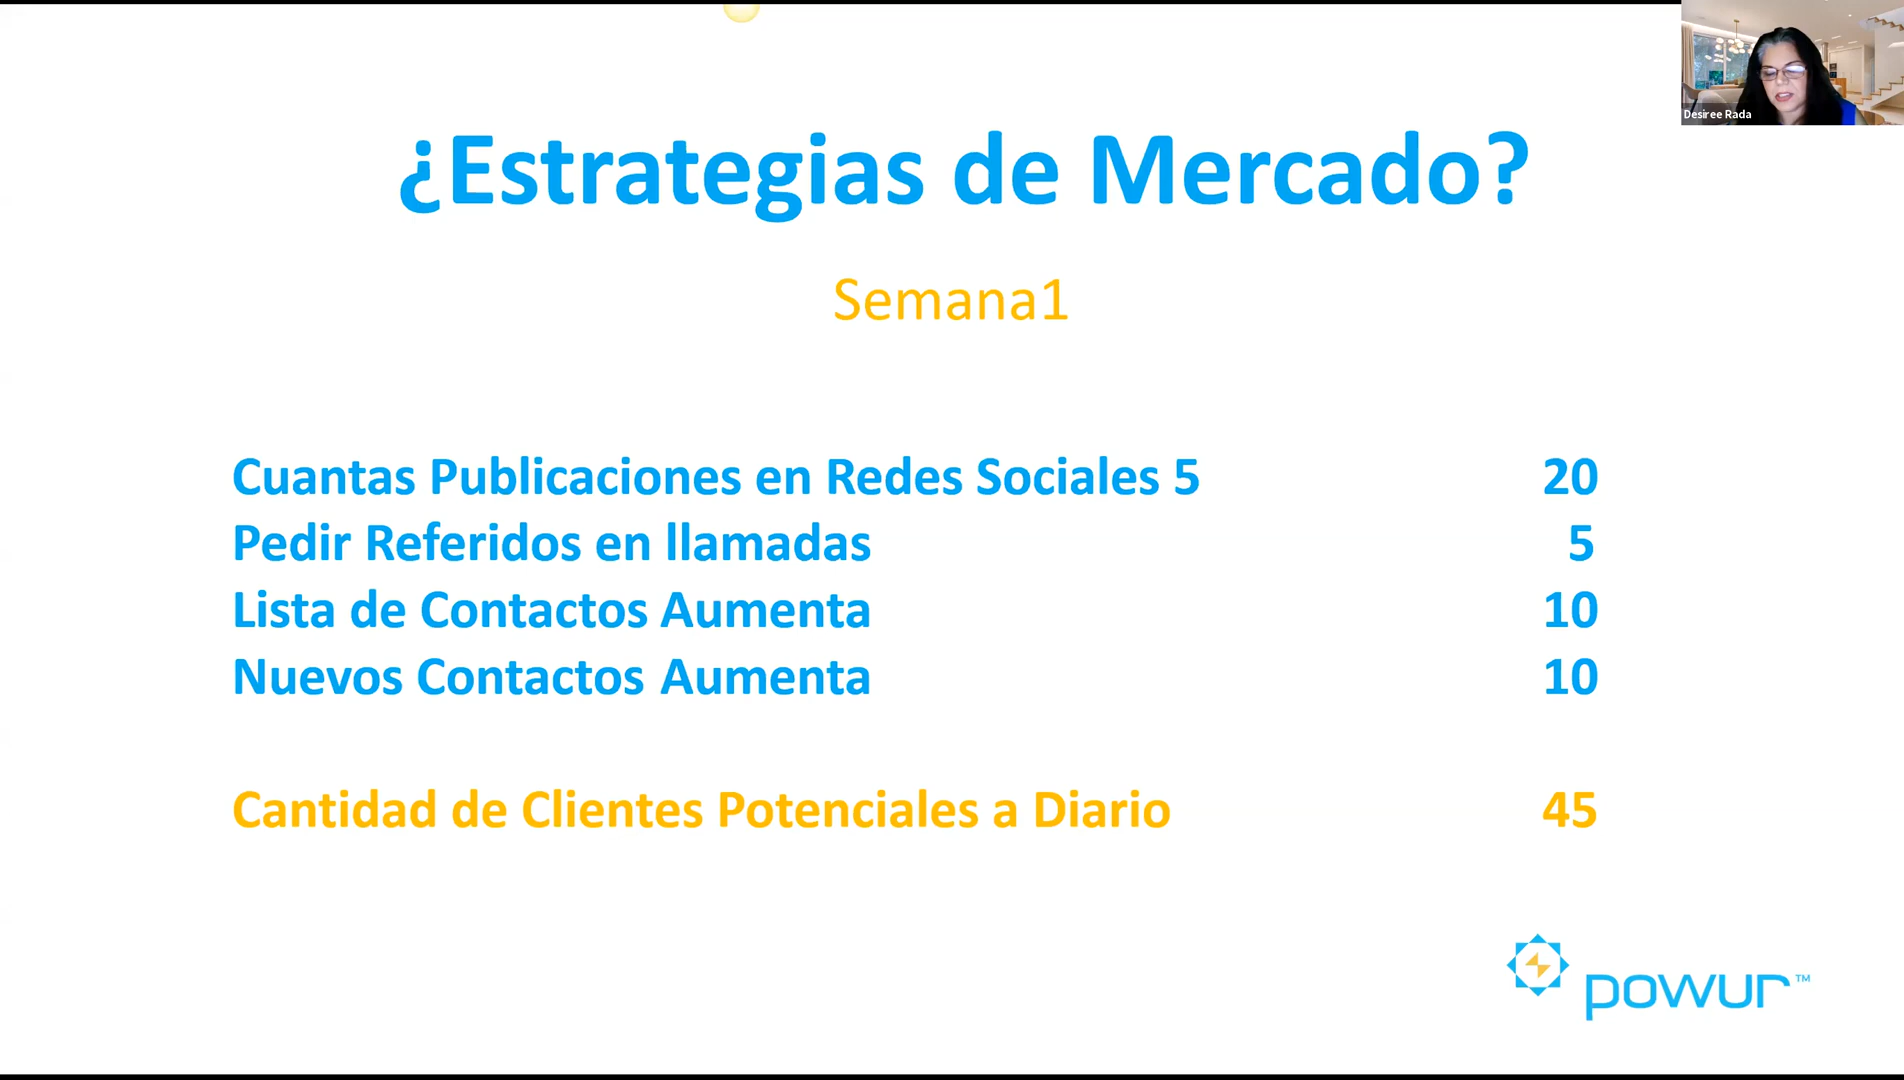 Desiree Rada
¿Estrategias de Mercado?
Semana1
Cuantas Publicaciones en Redes Sociales 5 20
Pedir Referidos en llamadas 5
Lista de Contactos Aumenta 10
Nuevos Contactos Aumenta 10
Cantidad de Clientes Potenciales a Diario 45
powur™